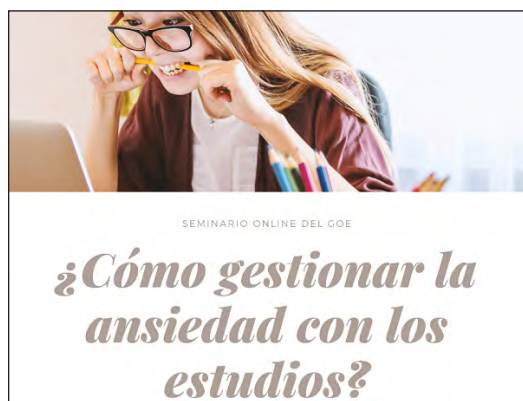 SEMINARIO ONLINE DEL GOE
¿Cómo gestionar la
ansiedad con los
estudios?